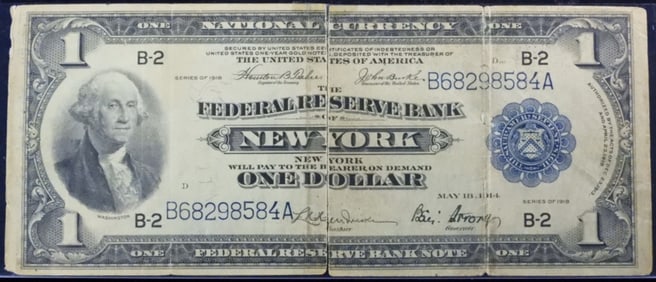 ONE NATIONAL CURRENCY ONE
1 1
B-2 B-2
SECURED BY UNITED STATES CERTIFICATES OF INDEBTEDNESS OR
UNITED STATES ONE-YEAR GOLD NOTES, DEPOSITED WITH THE TREASURER OF
THE UNITED STATES OF AMERICA
SERIES OF 1918
B68298584A
THE
FEDERAL RESERVE BANK
OF
NEW YORK
NEW YORK
WILL PAY TO THE BEARER ON DEMAND
ONE DOLLAR
D
MAY 18, 1914
SERIES OF 1918
WASHINGTON
B-2 B68298584A
B-2
Governor
1 1
ONE FEDERAL RESERVE BANK NOTE ONE